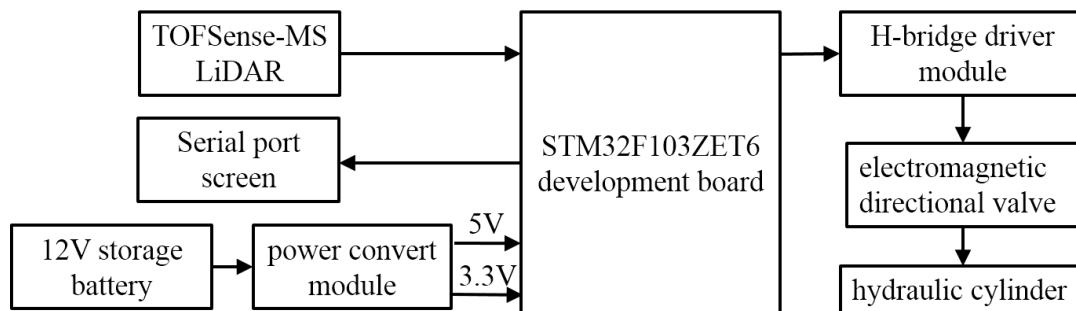 TOFSense-MS
LiDAR
Serial port
screen
12V storage
battery
power convert
module
5V
3.3V
STM32F103ZET6
development board
H-bridge driver
module
electromagnetic
directional valve
hydraulic cylinder